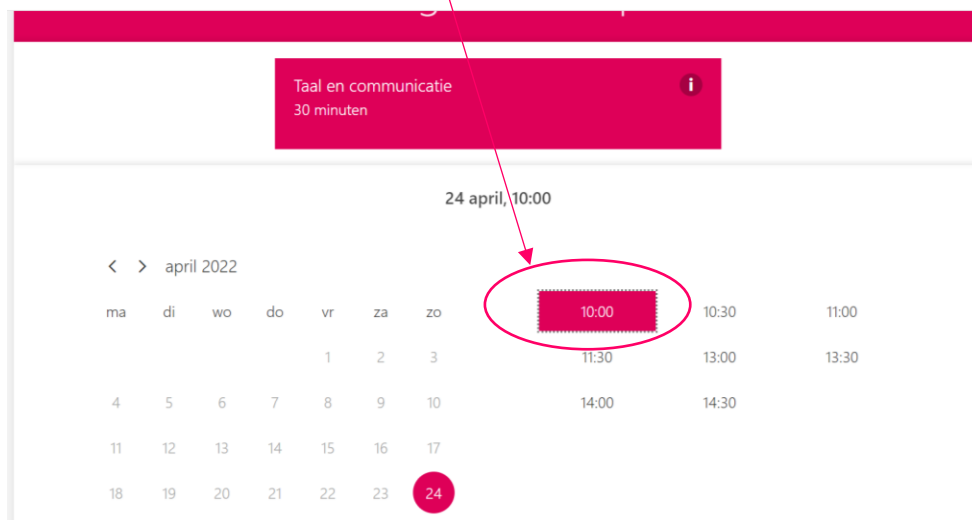 Taal en communicatie
30 minuten
24 april, 10:00
< > april 2022
ma di wo do vr za zo
1 2 3
4 5 6 7 8 9 10
11 12 13 14 15 16 17
18 19 20 21 22 23 24
10:00 10:30 11:00
11:30 13:00 13:30
14:00 14:30